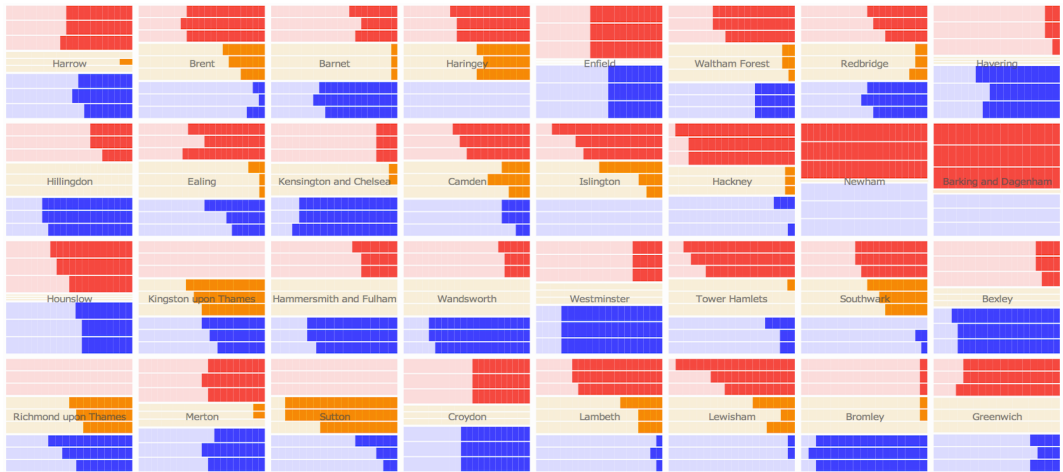 Harrow
Brent
Barnet
Haringey
Enfield
Waltham Forest
Redbridge
Havering
Hillingdon
Ealing
Kensington and Chelsea
Camden
Islington
Hackney
Newham
Barking and Dagenham
Hounslow
Kingston upon Thames
Hammersmith and Fulham
Wandsworth
Westminster
Tower Hamlets
Southwark
Bexley
Richmond upon Thames
Merton
Sutton
Croydon
Lambeth
Lewisham
Bromley
Greenwich